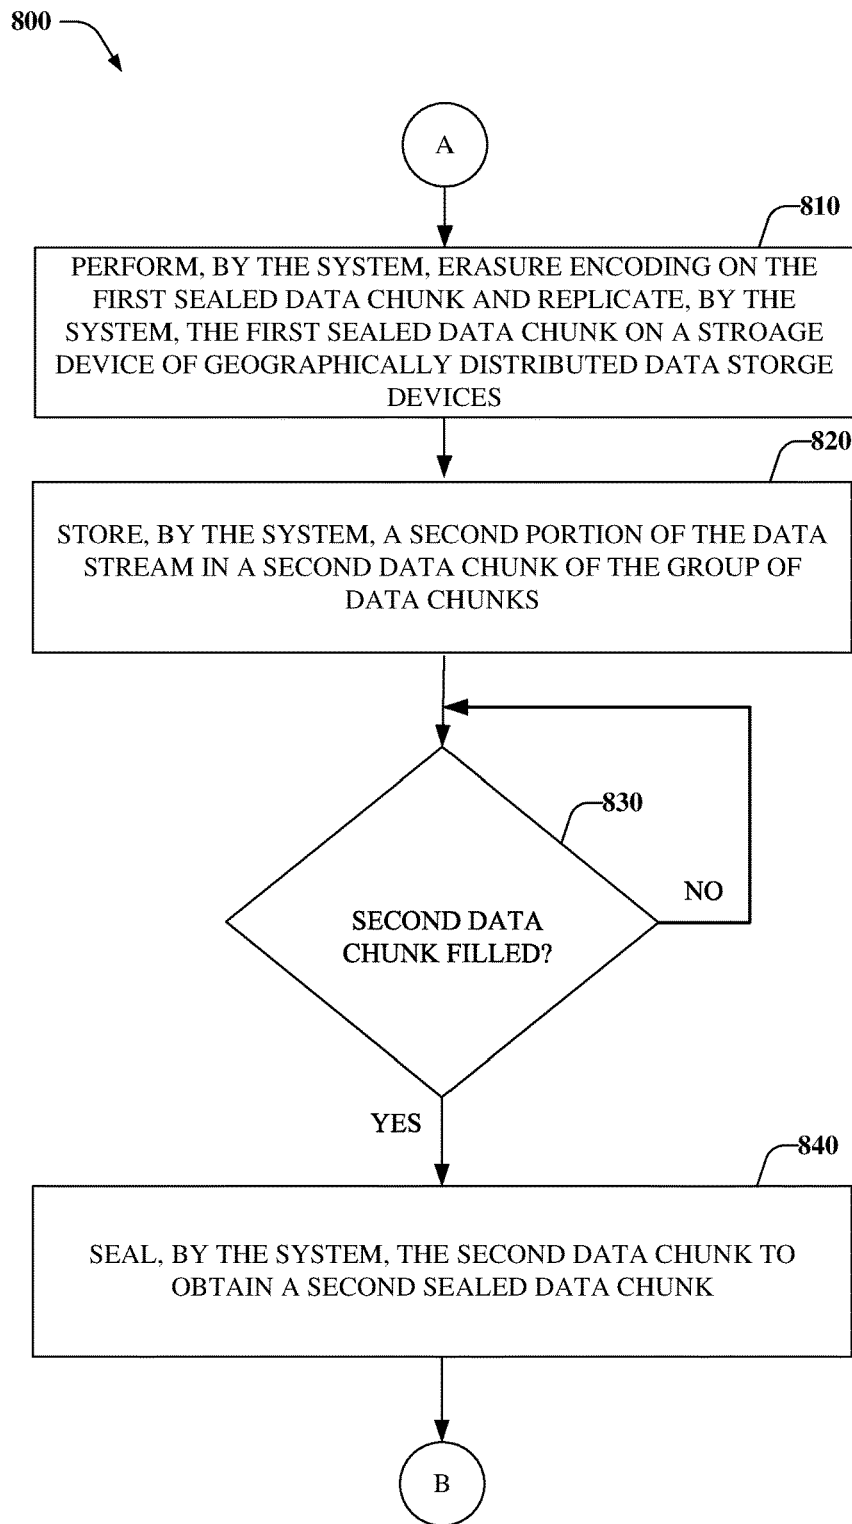 800
A
810
PERFORM, BY THE SYSTEM, ERASURE ENCODING ON THE
FIRST SEALED DATA CHUNK AND REPLICATE, BY THE
SYSTEM, THE FIRST SEALED DATA CHUNK ON A STROAGE
DEVICE OF GEOGRAPHICALLY DISTRIBUTED DATA STORGE
DEVICES
820
STORE, BY THE SYSTEM, A SECOND PORTION OF THE DATA
STREAM IN A SECOND DATA CHUNK OF THE GROUP OF
DATA CHUNKS
830
NO
SECOND DATA
CHUNK FILLED?
YES
840
SEAL, BY THE SYSTEM, THE SECOND DATA CHUNK TO
OBTAIN A SECOND SEALED DATA CHUNK
B